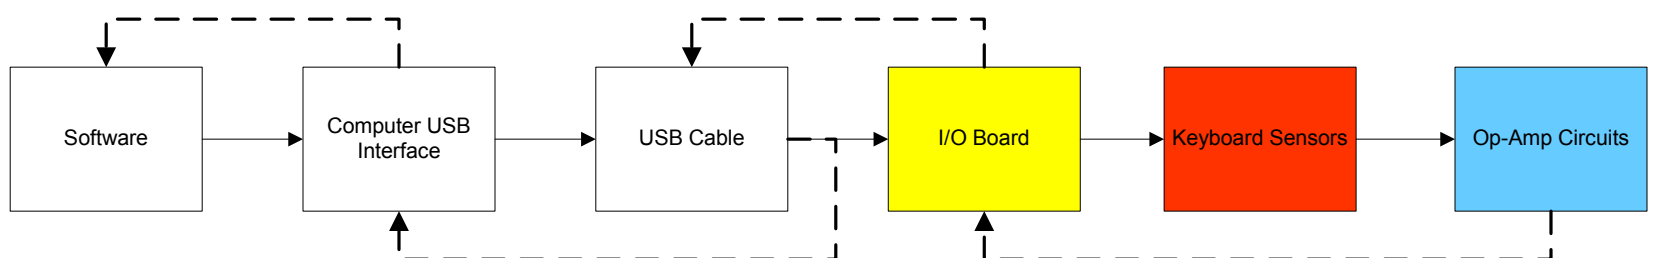 Software
Computer USB
Interface
USB Cable
I/O Board
Keyboard Sensors
Op-Amp Circuits